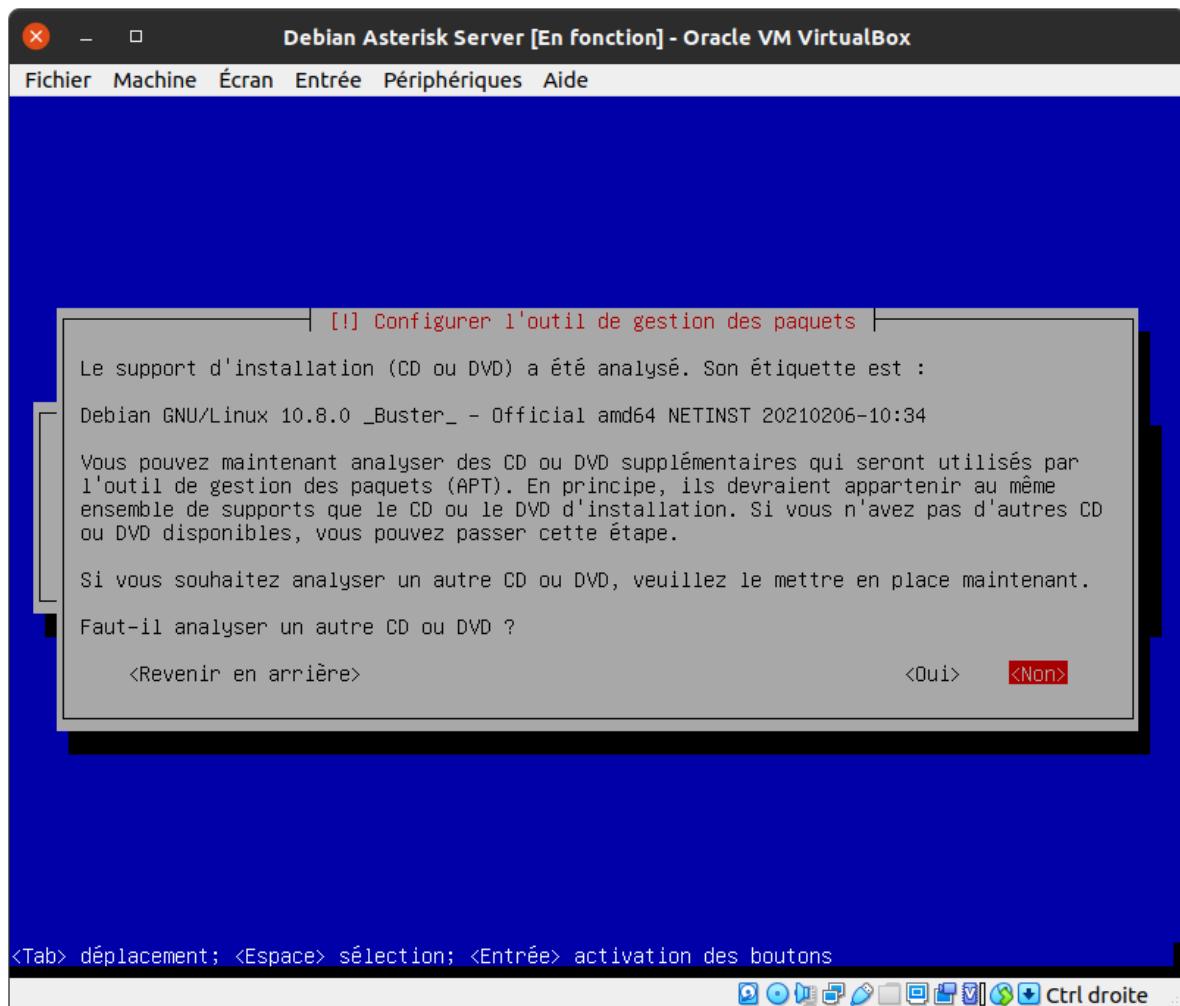 Debian Asterisk Server [En fonction] - Oracle VM VirtualBox
Fichier Machine Écran Entrée Périphériques Aide
[!] Configurer l'outil de gestion des paquets
Le support d'installation (CD ou DVD) a été analysé. Son étiquette est :
Debian GNU/Linux 10.8.0 _Buster_ - Official amd64 NETINST 20210206-10:34
Vous pouvez maintenant analyser des CD ou DVD supplémentaires qui seront utilisés par
l'outil de gestion des paquets (APT). En principe, ils devraient appartenir au même
ensemble de supports que le CD ou le DVD d'installation. Si vous n'avez pas d'autres CD
ou DVD disponibles, vous pouvez passer cette étape.
Si vous souhaitez analyser un autre CD ou DVD, veuillez le mettre en place maintenant.
Faut-il analyser un autre CD ou DVD ?
<Revenir en arrière> <Oui> <Non>
<Tab> déplacement; <Espace> sélection; <Entrée> activation des boutons
Ctrl droite